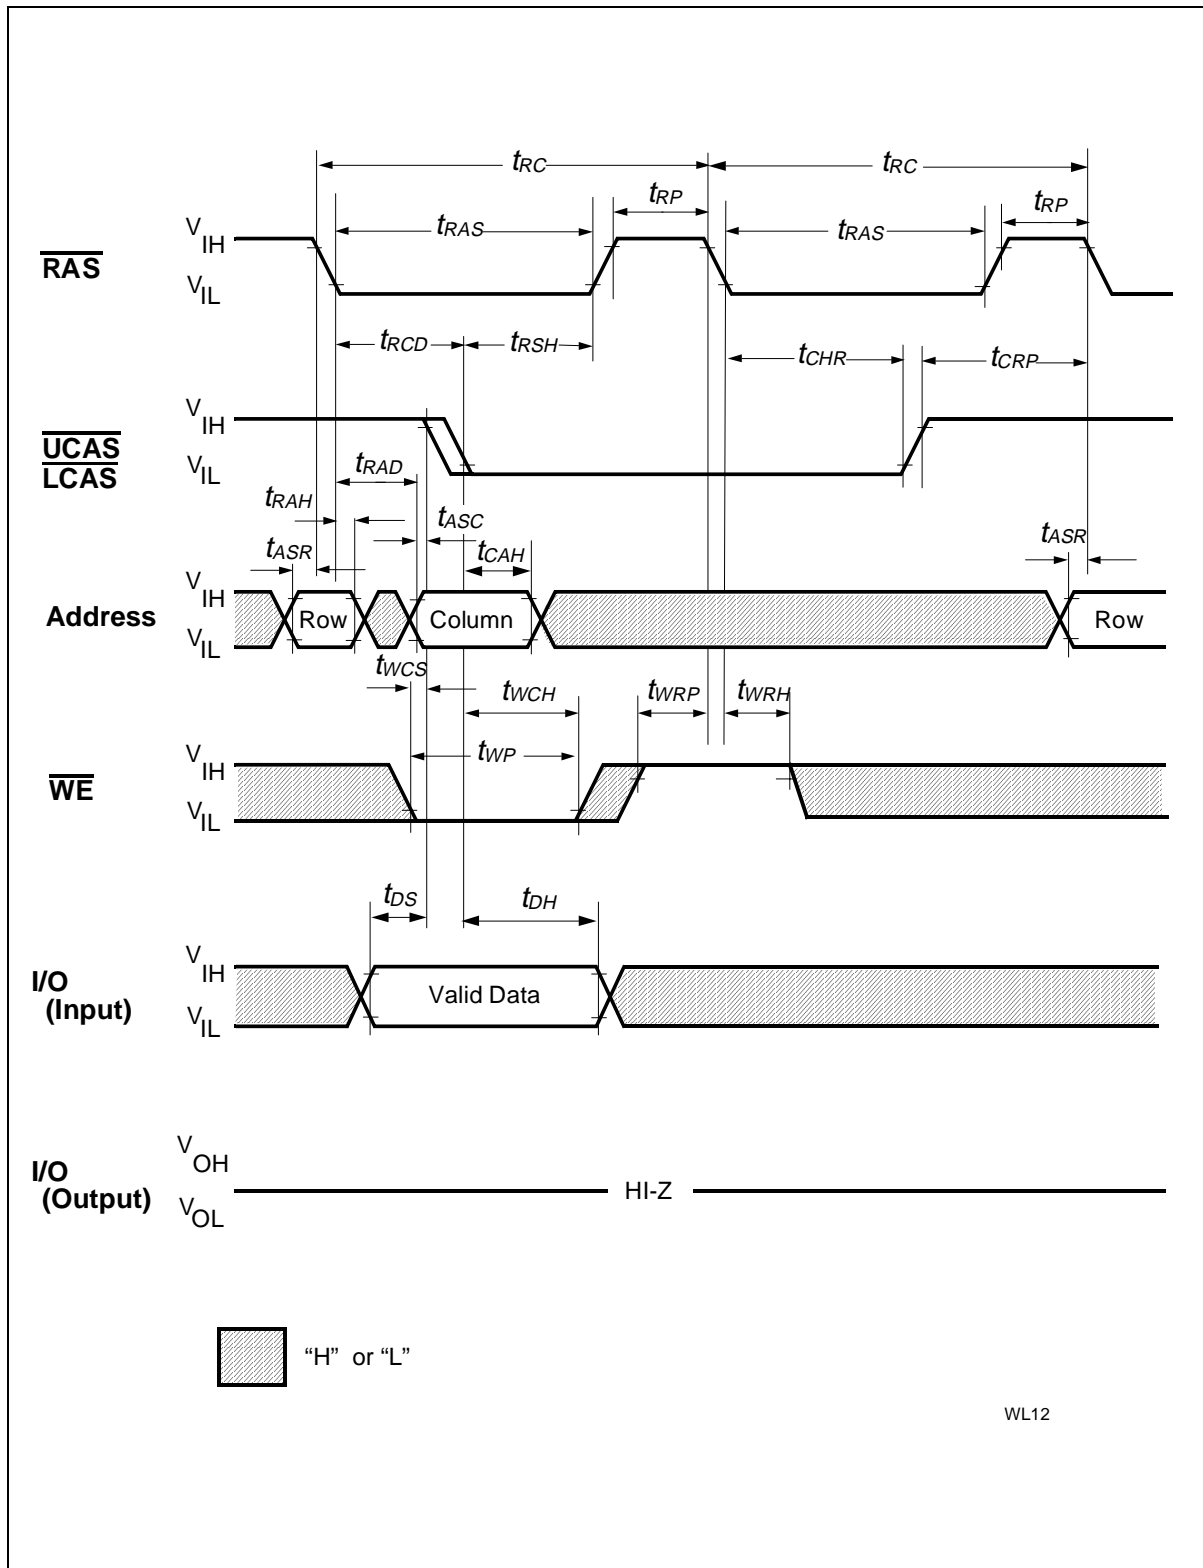 tRC tRC
tRP tRP
tRAS tRAS
VIH
RAS
VIL
tRCD tRSH tCHR tCRP
VIH
UCAS
LCAS
VIL
tRAD
tRAH
tASC
tASR tCAH tASR
VIH
Address Row Column Row
VIL
tWCS
tWCH tWRP tWRH
tWP
VIH
WE
VIL
tDS tDH
VIH
I/O
(Input) Valid Data
VIL
VOH
I/O
(Output) HI-Z
VOL
“H” or “L”
WL12